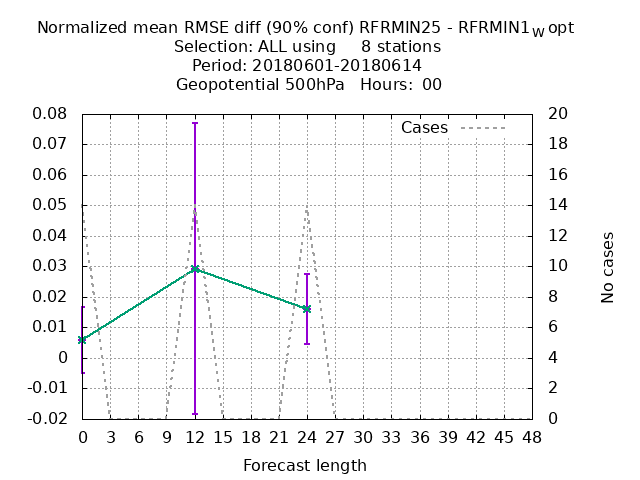 Normalized mean RMSE diff (90% conf) RFRMIN25 - RFRMIN1wopt
Selection: ALL using     8 stations
Period: 20180601-20180614
Geopotential 500hPa   Hours:  00
Cases
0.08
0.07
0.06
0.05
0.04
0.03
0.02
0.01
0
-0.01
-0.02
20
18
16
14
12
10
8
6
4
2
0
No cases
0 3 6 9 12 15 18 21 24 27 30 33 36 39 42 45 48
Forecast length